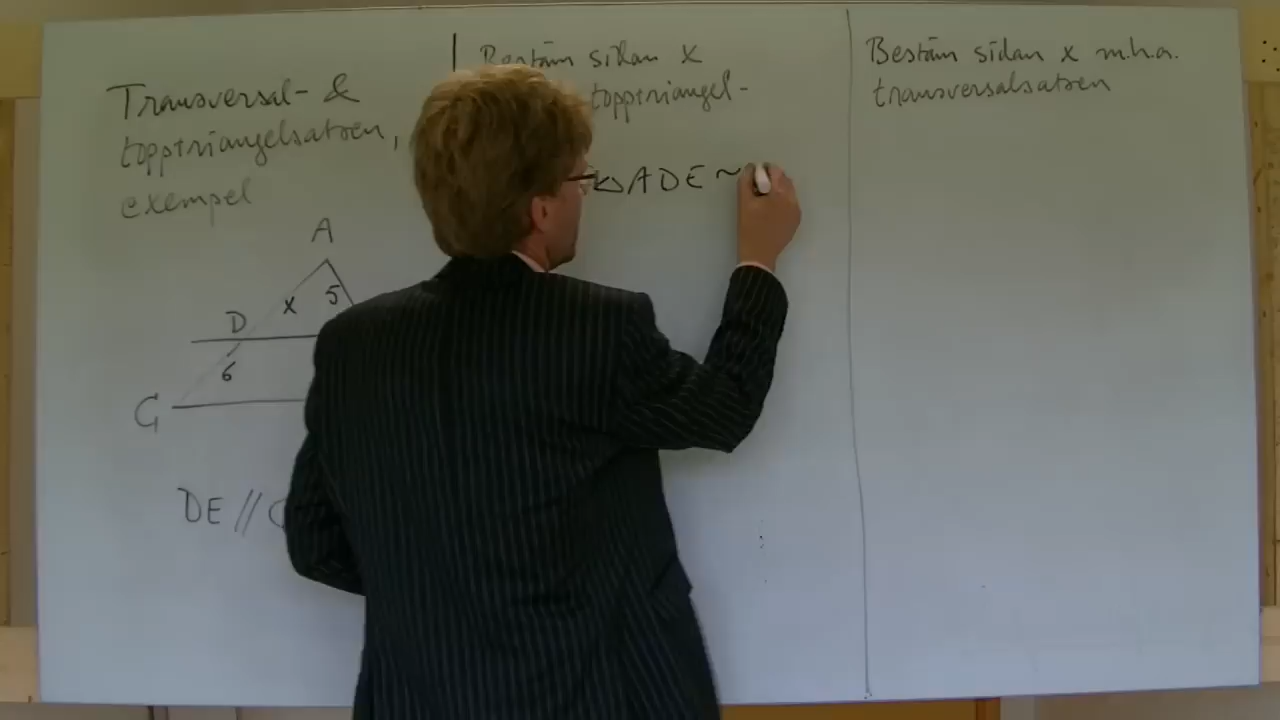 Transversal- &
topptriangelsatsen,
exempel
A
x
5
D
6
C
DE //
Bestäm sidan x
topptriangel-
△ADE ~
Bestäm sidan x m.h.a.
transversalsatsen